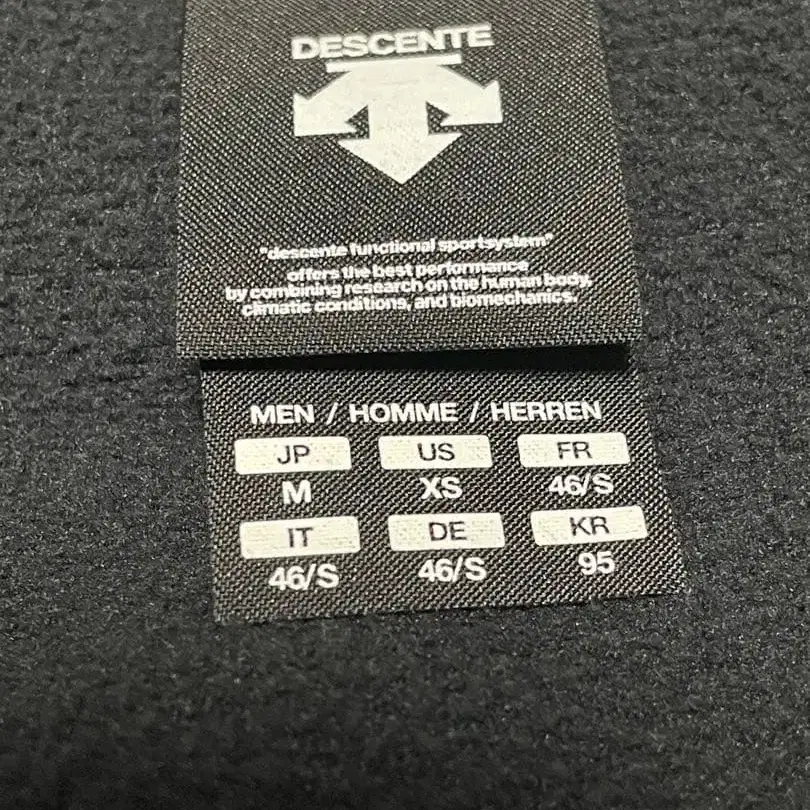 DESCENTE
"descente functional sportsystem"
offers the best performance
by combining research on the human body,
climatic conditions, and biomechanics.
MEN / HOMME / HERREN
JP US FR
M XS 46/S
IT DE KR
46/S 46/S 95